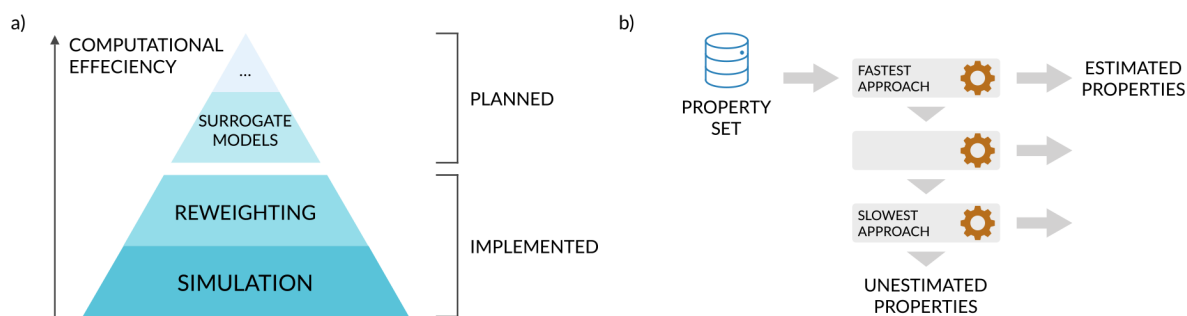 a)
COMPUTATIONAL
EFFECIENCY
...
SURROGATE
MODELS
REWEIGHTING
SIMULATION
PLANNED
IMPLEMENTED
b)
PROPERTY
SET
FASTEST
APPROACH
ESTIMATED
PROPERTIES
SLOWEST
APPROACH
UNESTIMATED
PROPERTIES